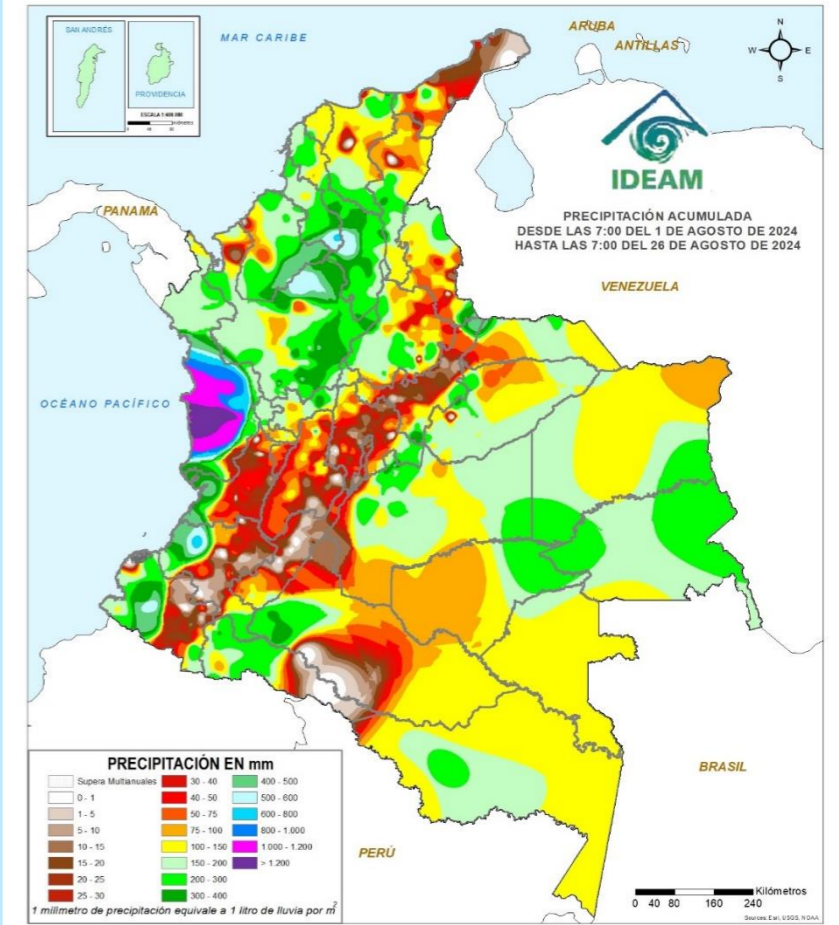 SAN ANDRÉS
PROVIDENCIA
MAR CARIBE
ARUBA
ANTILLAS
N
W E
S
IDEAM
PRECIPITACIÓN ACUMULADA
DESDE LAS 7:00 DEL 1 DE AGOSTO DE 2024
HASTA LAS 7:00 DEL 26 DE AGOSTO DE 2024
PANAMÁ
VENEZUELA
OCÉANO PACÍFICO
BRASIL
PERÚ
PRECIPITACIÓN EN mm
Supera Multianuales 30 - 40 400 - 500
0 - 1 40 - 50 500 - 600
1 - 5 50 - 75 600 - 800
5 - 10 75 - 100 800 - 1.000
10 - 15 100 - 150 1.000 - 1.200
15 - 20 150 - 200 > 1.200
20 - 25 200 - 300
25 - 30 300 - 400
1 milimetro de precipitación equivale a 1 litro de lluvia por m²
Kilómetros
0 40 80 160 240
Sources: Esri, USGS, NOAA